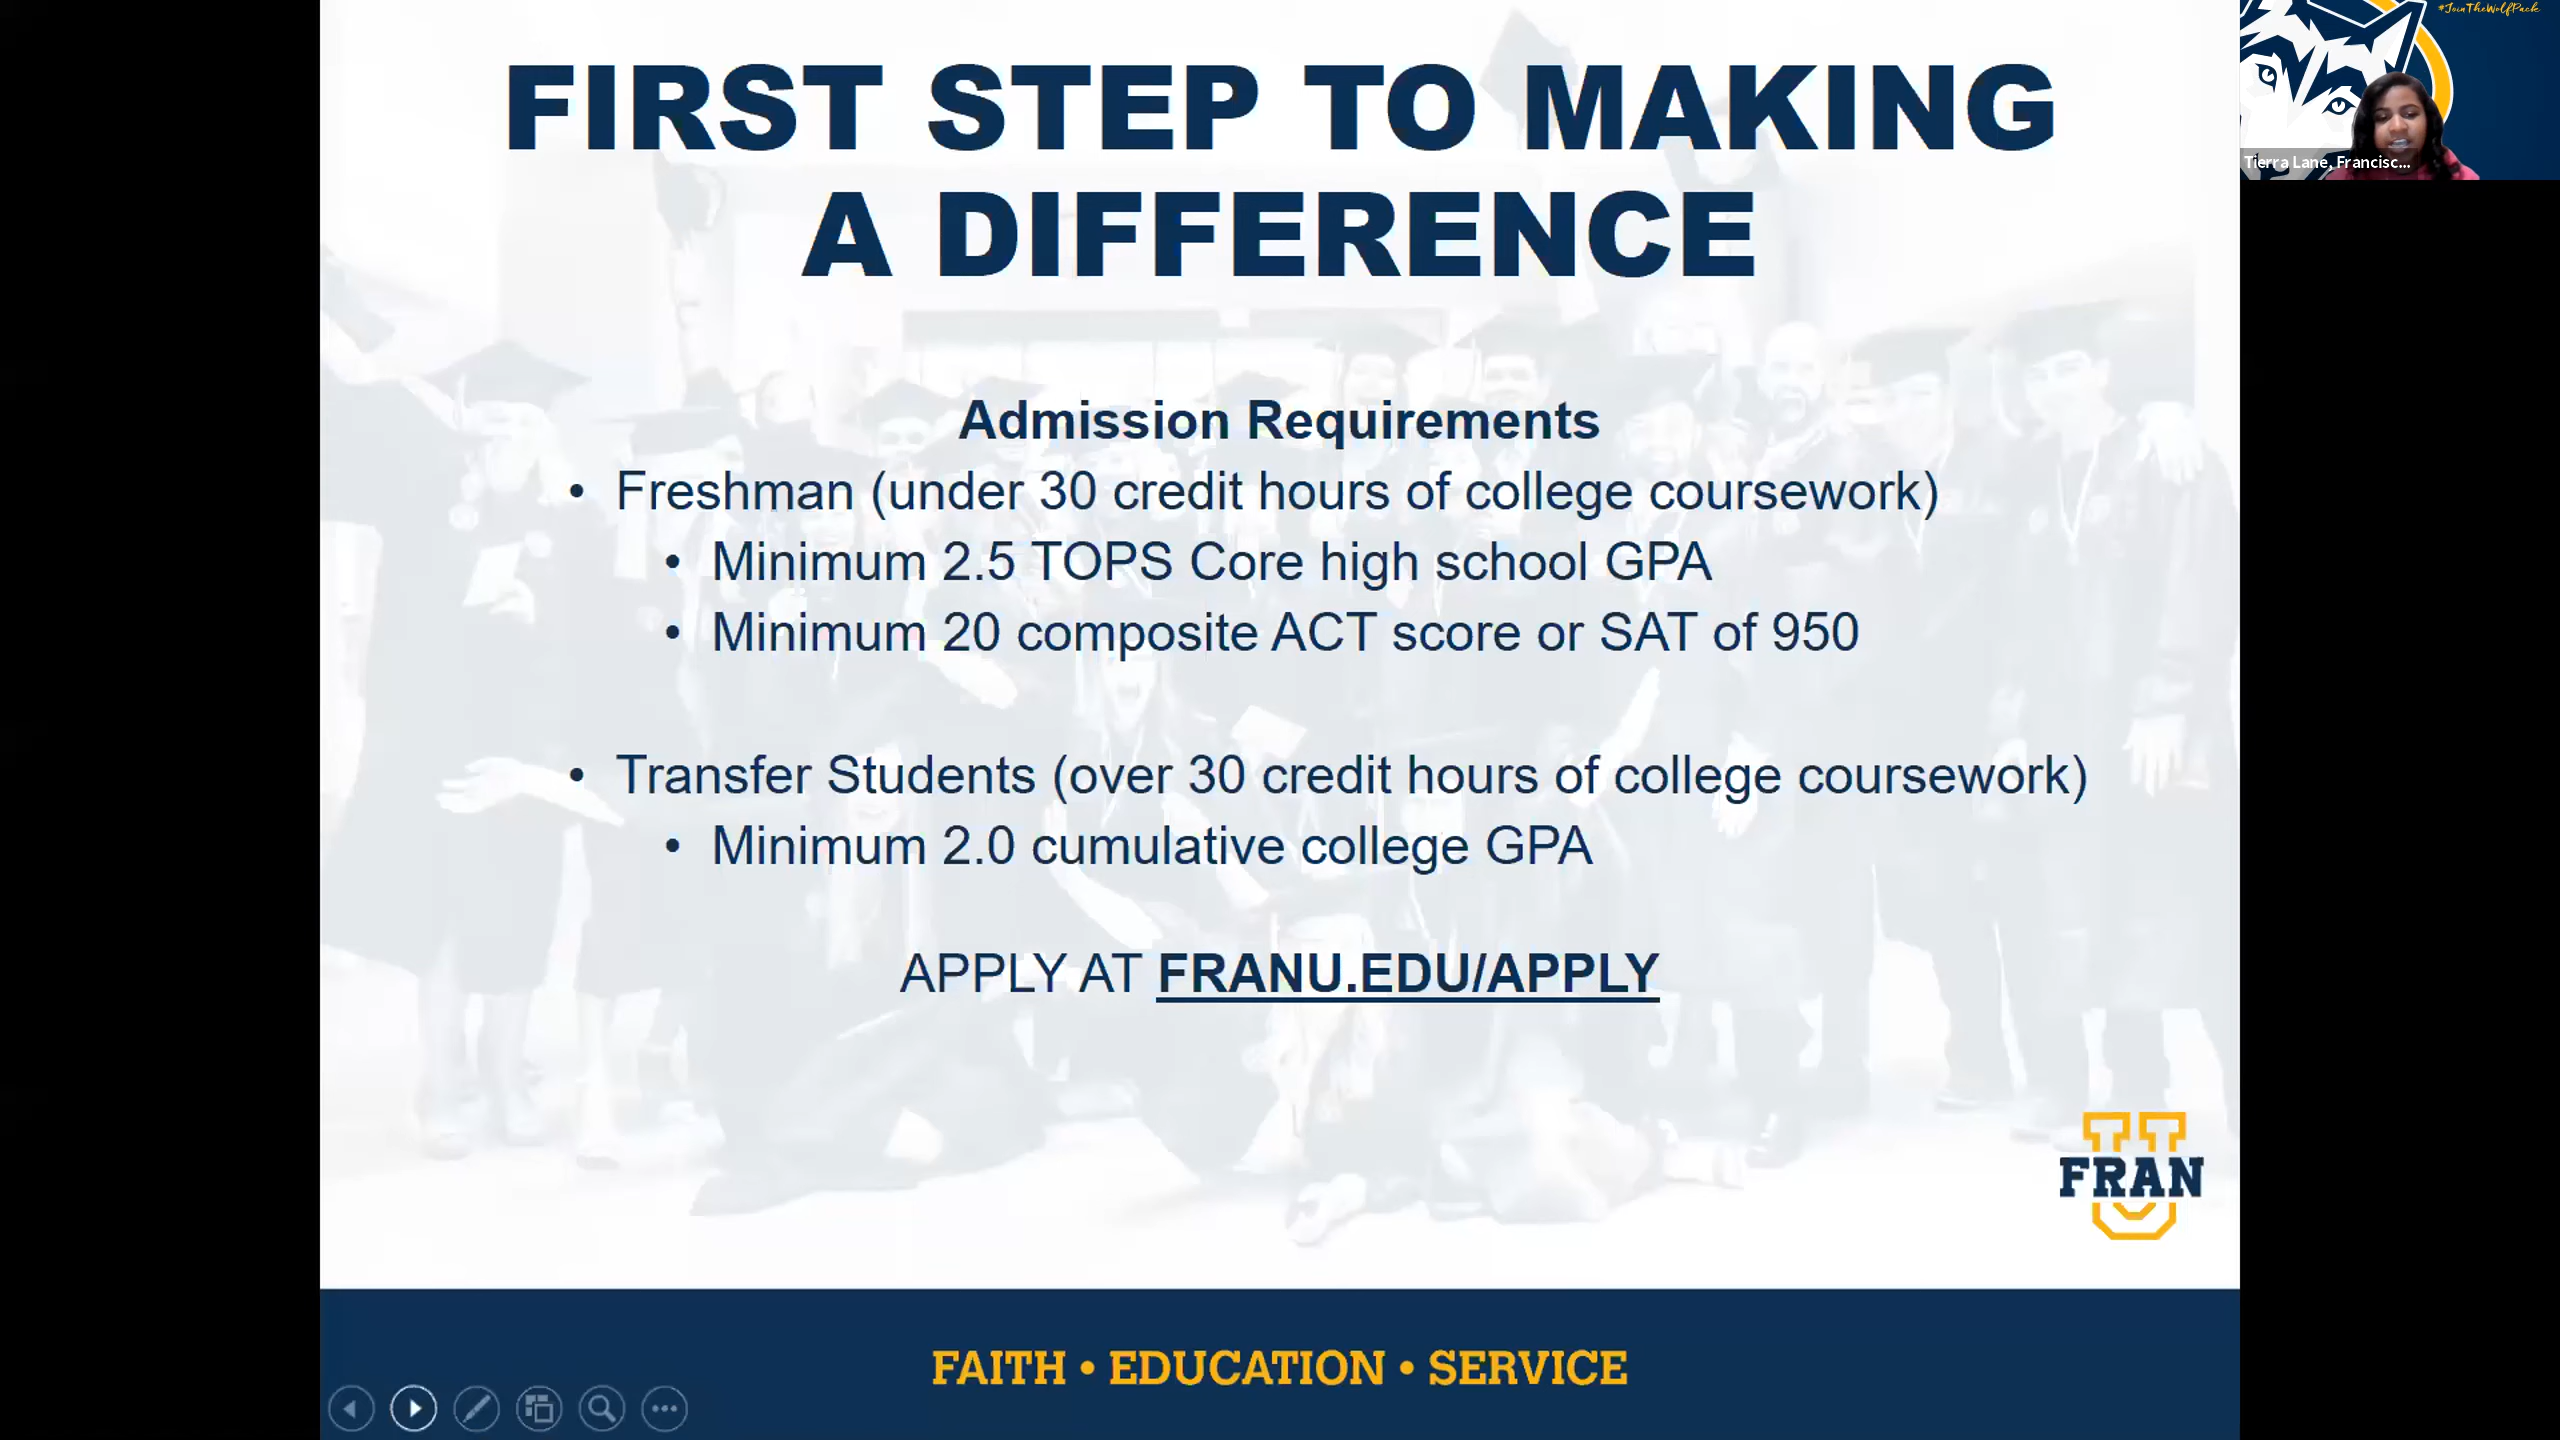 FIRST STEP TO MAKING
A DIFFERENCE
#JoinTheWolfPack
Tierra Lane, Francisc...
Admission Requirements
• Freshman (under 30 credit hours of college coursework)
• Minimum 2.5 TOPS Core high school GPA
• Minimum 20 composite ACT score or SAT of 950
• Transfer Students (over 30 credit hours of college coursework)
• Minimum 2.0 cumulative college GPA
APPLY AT FRANU.EDU/APPLY
U
FRAN
FAITH • EDUCATION • SERVICE